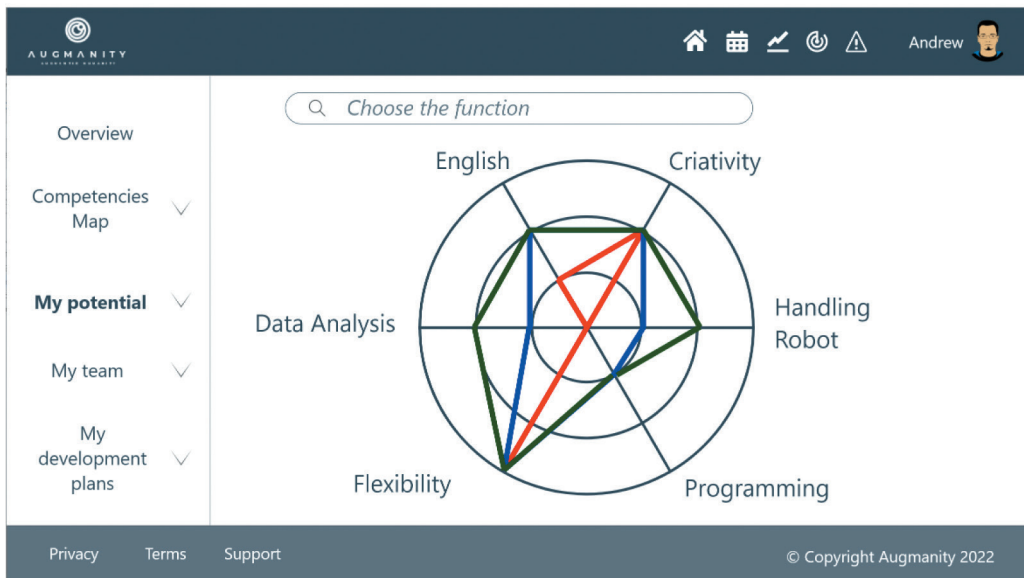 AUGMANITY
Andrew
Choose the function
Overview
Competencies
Map
My potential
My team
My
development
plans
English
Criativity
Data Analysis
Handling
Robot
Flexibility
Programming
Privacy
Terms
Support
© Copyright Augmanity 2022